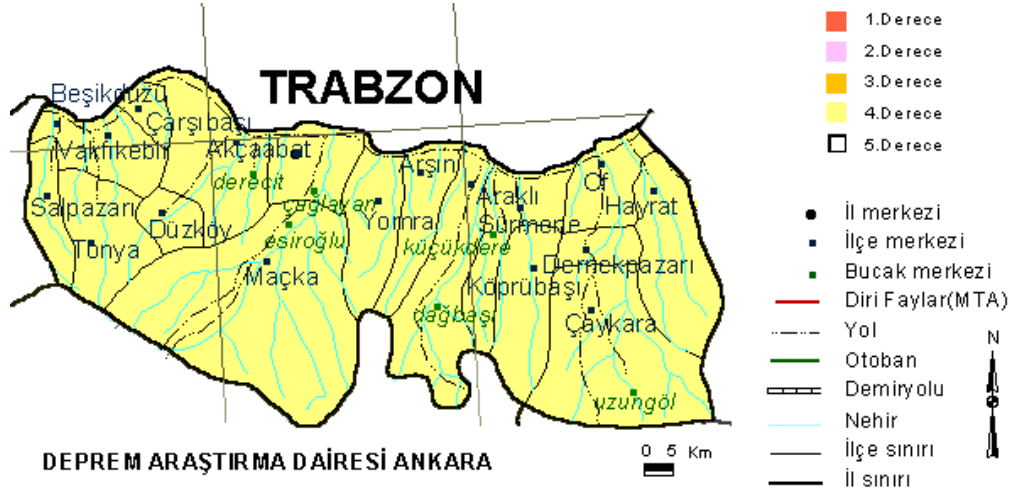 TRABZON
Beşikdüzü
Çarşıbaşı
Vakfıkebir
Akçaabat
Arşin
derecit
Of
Salpazarı
çağlayan
Yomra
Araklı
Hayrat
Düzköy
Sürmene
Tonya
esiroğlu
küçükdere
Maçka
Dernekpazarı
Köprübaşı
dağbaşı
Çaykara
uzungöl
DEPREM ARAŞTIRMA DAİRESİ ANKARA
0 5 Km
1.Derece
2.Derece
3.Derece
4.Derece
5.Derece
İl merkezi
İlçe merkezi
Bucak merkezi
Diri Faylar(MTA)
Yol
Otoban
Demiryolu
Nehir
İlçe sınırı
İl sınırı
N